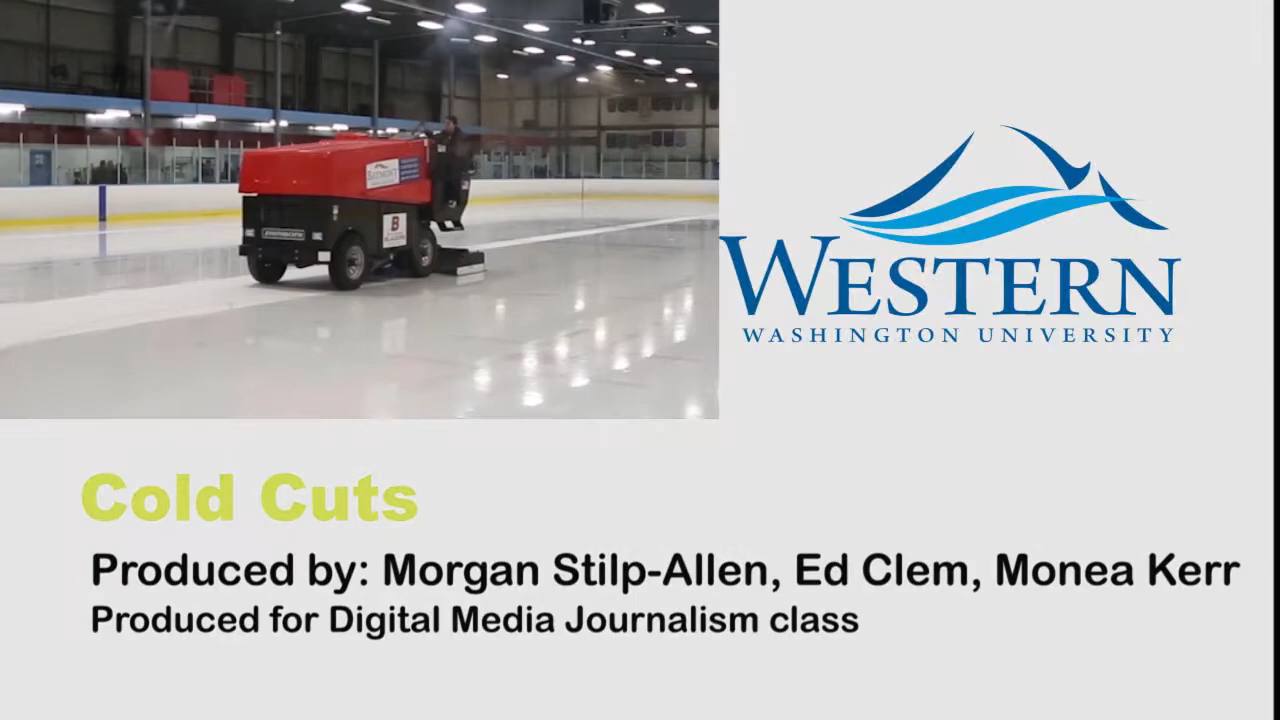 ZAMBONI
B
WESTERN
WASHINGTON UNIVERSITY
Cold Cuts
Produced by: Morgan Stilp-Allen, Ed Clem, Monea Kerr
Produced for Digital Media Journalism class